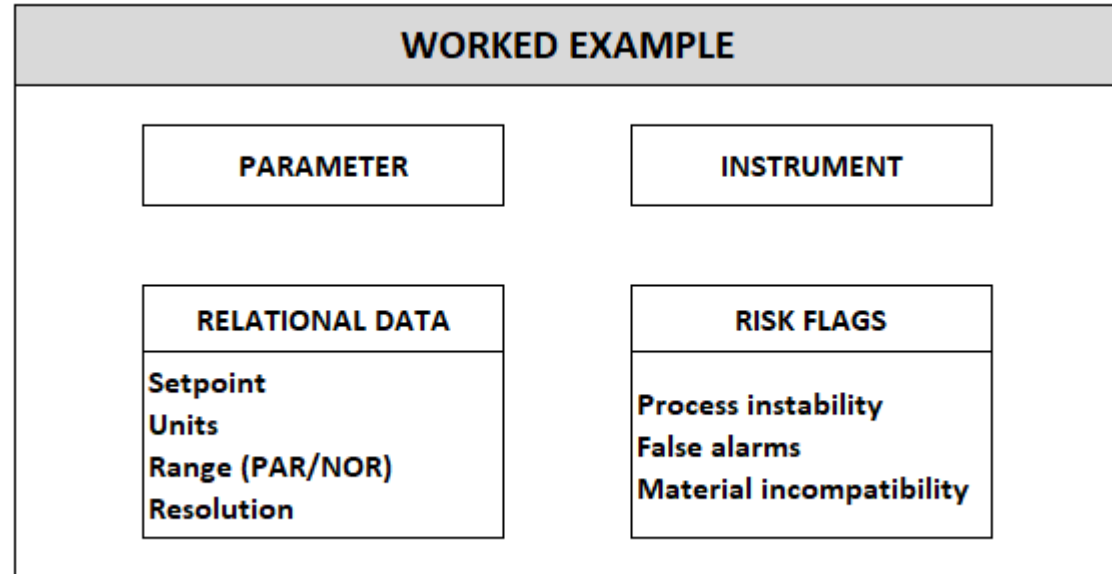 WORKED EXAMPLE
PARAMETER
INSTRUMENT
RELATIONAL DATA
Setpoint
Units
Range (PAR/NOR)
Resolution
RISK FLAGS
Process instability
False alarms
Material incompatibility